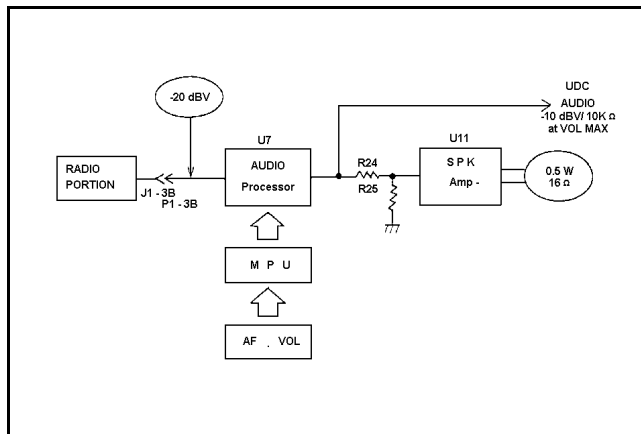 -20 dBV
UDC
AUDIO
-10 dBV/ 10K Ω
at VOL MAX
U7
U11
RADIO
PORTION
J1 - 3B
P1 - 3B
AUDIO
Processor
R24
R25
S P K
Amp -
0.5 W
16 Ω
M P U
AF . VOL